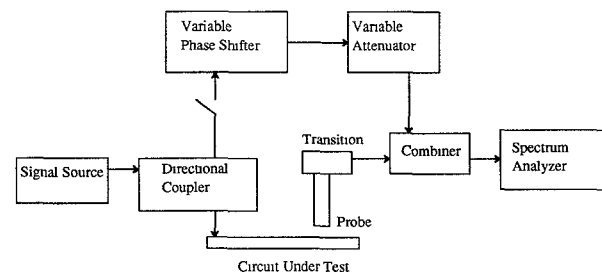 Variable
Phase Shifter
Variable
Attenuator
Transition
Combiner
Spectrum
Analyzer
Signal Source
Directional
Coupler
Probe
Circuit Under Test